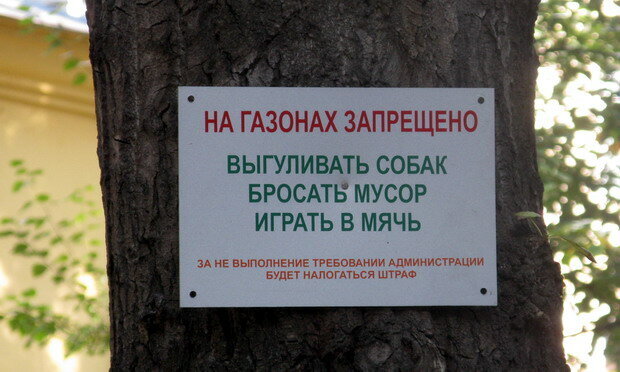 НА ГАЗОНАХ ЗАПРЕЩЕНО
ВЫГУЛИВАТЬ СОБАК
БРОСАТЬ МУСОР
ИГРАТЬ В МЯЧЬ
ЗА НЕ ВЫПОЛНЕНИЕ ТРЕБОВАНИИ АДМИНИСТРАЦИИ
БУДЕТ НАЛОГАТЬСЯ ШТРАФ